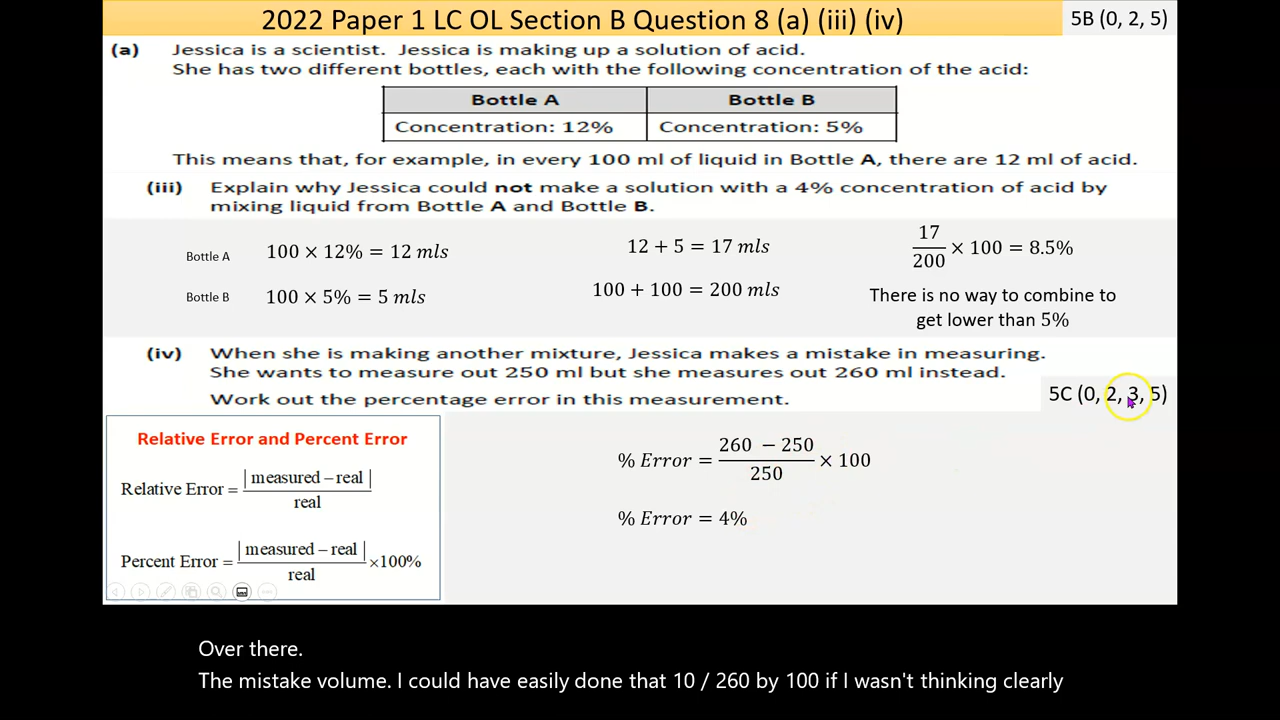 2022 Paper 1 LC OL Section B Question 8 (a) (iii) (iv)
5B (0, 2, 5)
(a) Jessica is a scientist. Jessica is making up a solution of acid.
She has two different bottles, each with the following concentration of the acid:
Bottle A Bottle B
Concentration: 12% Concentration: 5%
This means that, for example, in every 100 ml of liquid in Bottle A, there are 12 ml of acid.
(iii) Explain why Jessica could not make a solution with a 4% concentration of acid by
mixing liquid from Bottle A and Bottle B.
Bottle A 100 × 12% = 12 mls
Bottle B 100 × 5% = 5 mls
12 + 5 = 17 mls
100 + 100 = 200 mls
17/200 × 100 = 8.5%
There is no way to combine to
get lower than 5%
(iv) When she is making another mixture, Jessica makes a mistake in measuring.
She wants to measure out 250 ml but she measures out 260 ml instead.
Work out the percentage error in this measurement.
5C (0, 2, 3, 5)
Relative Error and Percent Error
Relative Error = |measured – real| / real
Percent Error = |measured – real| / real ×100%
% Error = (260 − 250)/250 × 100
% Error = 4%
Over there.
The mistake volume. I could have easily done that 10 / 260 by 100 if I wasn't thinking clearly